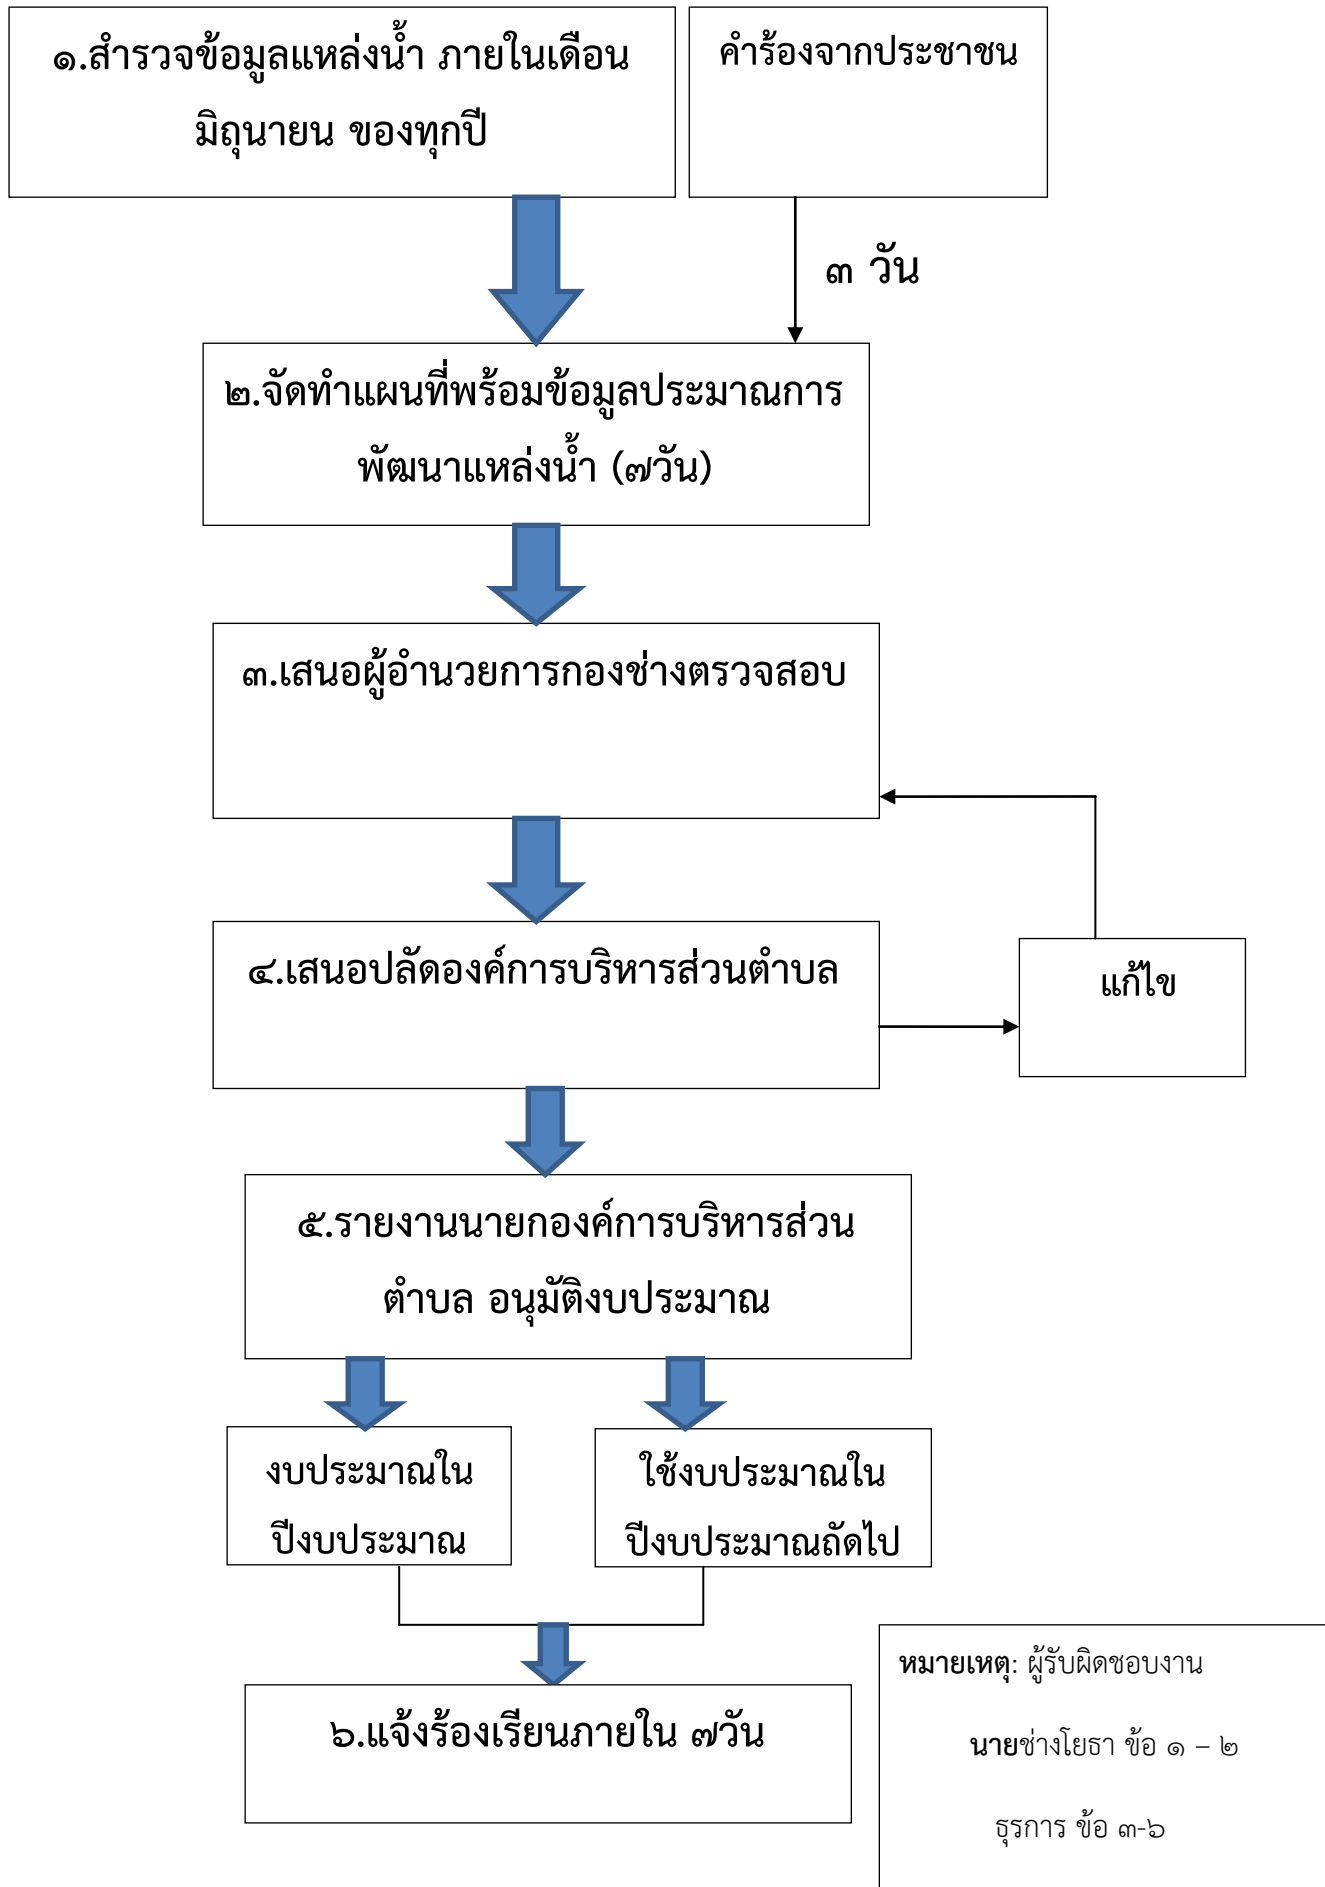 ๑.สำรวจข้อมูลแหล่งน้ำ ภายในเดือน
มิถุนายน ของทุกปี
คำร้องจากประชาชน
๓ วัน
๒.จัดทำแผนที่พร้อมข้อมูลประมาณการ
พัฒนาแหล่งน้ำ (๗วัน)
๓.เสนอผู้อำนวยการกองช่างตรวจสอบ
๔.เสนอปลัดองค์การบริหารส่วนตำบล
แก้ไข
๕.รายงานนายกองค์การบริหารส่วน
ตำบล อนุมัติงบประมาณ
งบประมาณใน
ปีงบประมาณ
ใช้งบประมาณใน
ปีงบประมาณถัดไป
๖.แจ้งร้องเรียนภายใน ๗วัน
หมายเหตุ: ผู้รับผิดชอบงาน
นายช่างโยธา ข้อ ๑ – ๒
ธุรการ ข้อ ๓-๖